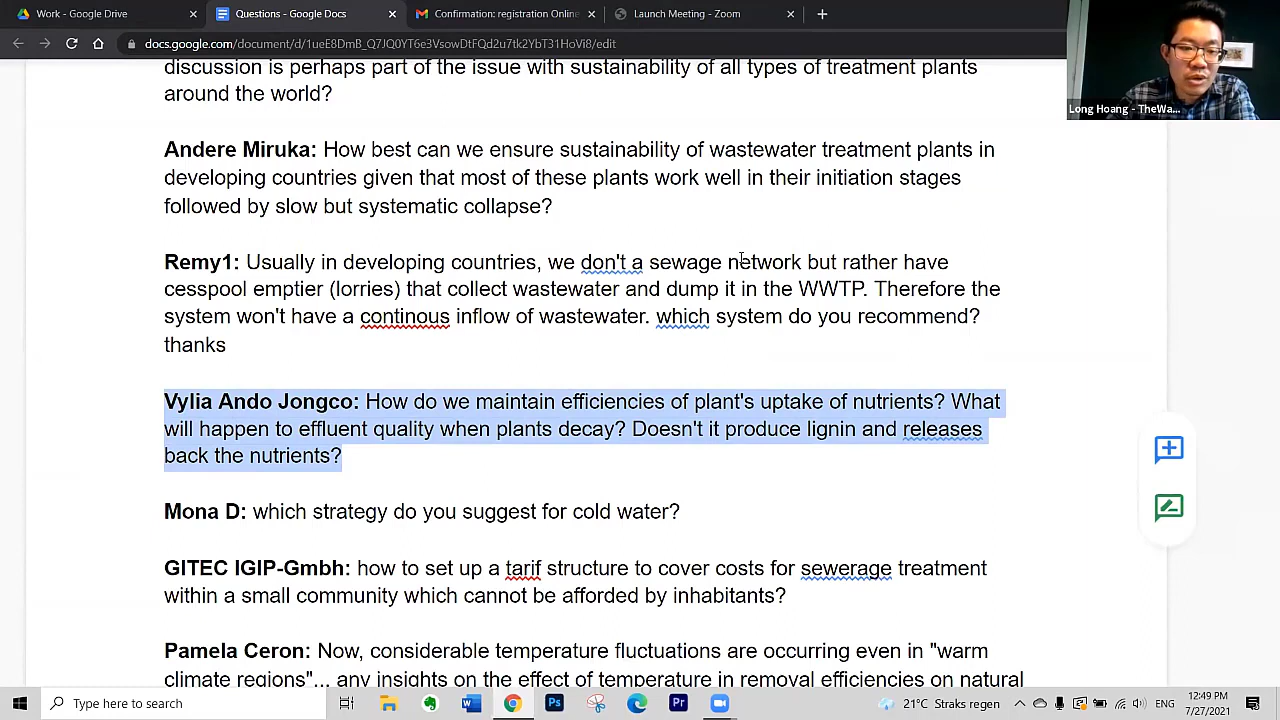 Work - Google Drive
Questions - Google Docs
Confirmation: registration Online
Launch Meeting - Zoom
docs.google.com/document/d/1ueE8DmB_Q7JQ0YT6e3VsowDtFQd2u7tk2YbT31HoVi8/edit
Long Hoang - TheWa...
discussion is perhaps part of the issue with sustainability of all types of treatment plants
around the world?
Andere Miruka: How best can we ensure sustainability of wastewater treatment plants in
developing countries given that most of these plants work well in their initiation stages
followed by slow but systematic collapse?
Remy1: Usually in developing countries, we don't a sewage network but rather have
cesspool emptier (lorries) that collect wastewater and dump it in the WWTP. Therefore the
system won't have a continous inflow of wastewater. which system do you recommend?
thanks
Vylia Ando Jongco: How do we maintain efficiencies of plant's uptake of nutrients? What
will happen to effluent quality when plants decay? Doesn't it produce lignin and releases
back the nutrients?
Mona D: which strategy do you suggest for cold water?
GITEC IGIP-Gmbh: how to set up a tarif structure to cover costs for sewerage treatment
within a small community which cannot be afforded by inhabitants?
Pamela Ceron: Now, considerable temperature fluctuations are occurring even in "warm
climate regions"... any insights on the effect of temperature in removal efficiencies on natural
Type here to search
21°C Straks regen
ENG
12:49 PM
7/27/2021